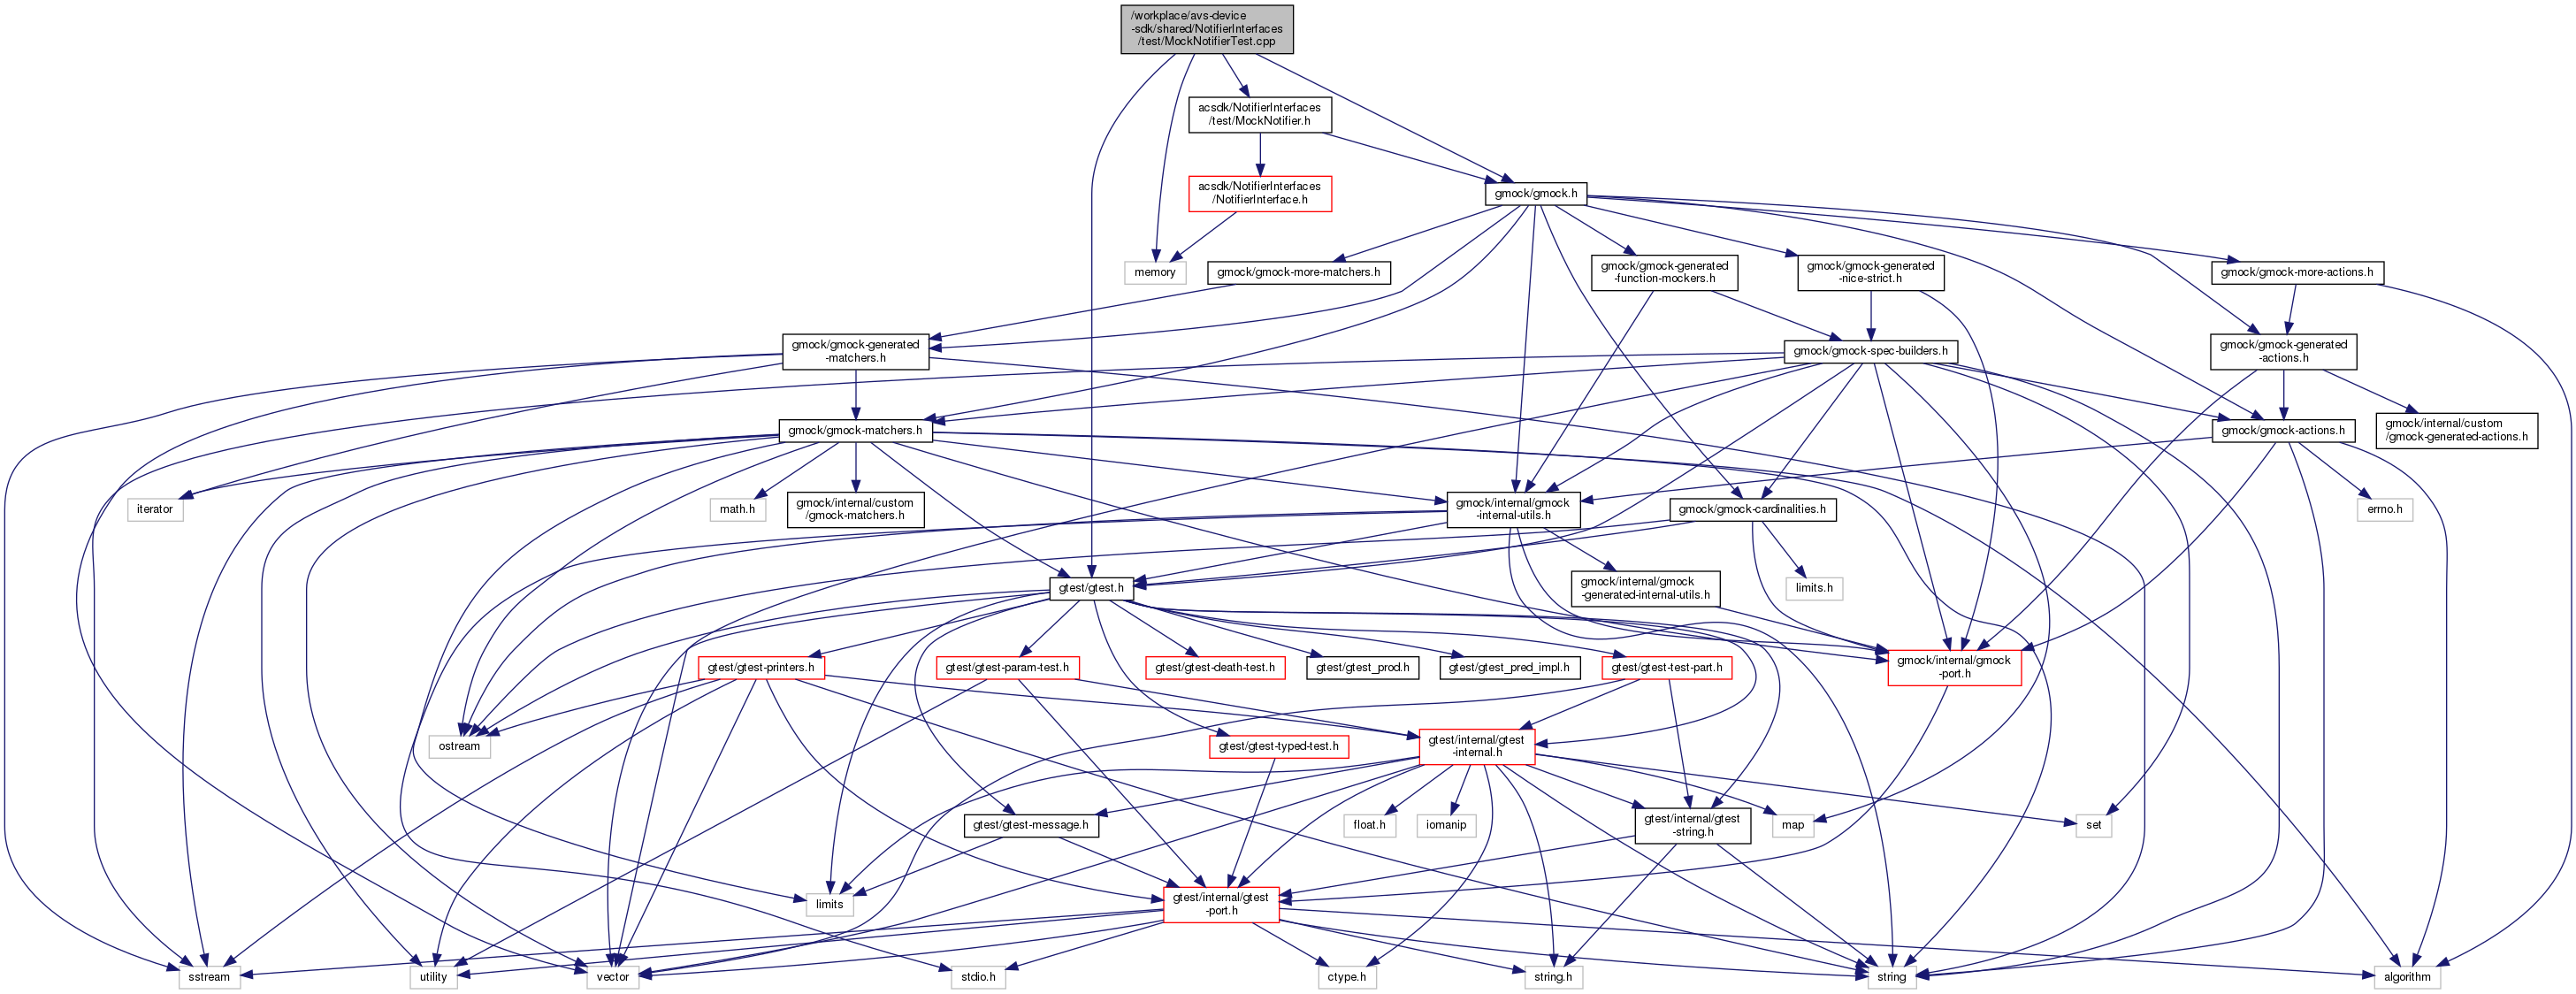 /workplace/avs-device
-sdk/shared/NotifierInterfaces
/test/MockNotifierTest.cpp
acsdk/NotifierInterfaces
/test/MockNotifier.h
acsdk/NotifierInterfaces
/NotifierInterface.h
gmock/gmock.h
memory
gmock/gmock-more-matchers.h
gmock/gmock-generated
-function-mockers.h
gmock/gmock-generated
-nice-strict.h
gmock/gmock-more-actions.h
gmock/gmock-generated
-matchers.h
gmock/gmock-spec-builders.h
gmock/gmock-generated
-actions.h
gmock/gmock-matchers.h
gmock/gmock-actions.h
gmock/internal/custom
/gmock-generated-actions.h
iterator
math.h
gmock/internal/custom
/gmock-matchers.h
gmock/internal/gmock
-internal-utils.h
gmock/gmock-cardinalities.h
errno.h
gtest/gtest.h
gmock/internal/gmock
-generated-internal-utils.h
limits.h
gtest/gtest-printers.h
gtest/gtest-param-test.h
gtest/gtest-death-test.h
gtest/gtest_prod.h
gtest/gtest_pred_impl.h
gtest/gtest-test-part.h
gmock/internal/gmock
-port.h
ostream
gtest/gtest-typed-test.h
gtest/internal/gtest
-internal.h
gtest/gtest-message.h
float.h
iomanip
gtest/internal/gtest
-string.h
map
set
limits
gtest/internal/gtest
-port.h
sstream
utility
vector
stdio.h
ctype.h
string.h
string
algorithm